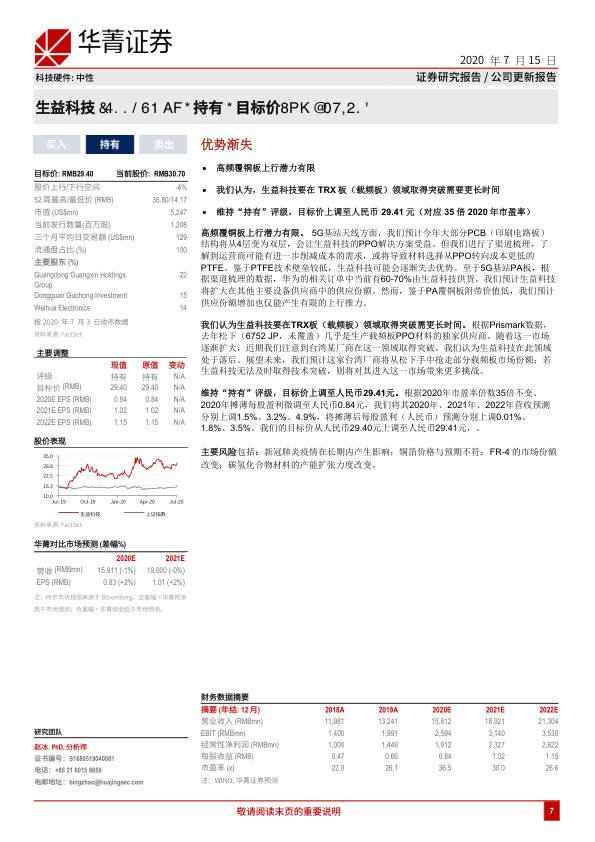 华菁证券
2020 年 7 月 15 日
科技硬件: 中性
证券研究报告 / 公司更新报告
生益科技 &4. . / 61 AF * 持有 * 目标价8PK @07,2. '
买入
持有
卖出
目标价: RMB29.40 当前股价: RMB30.70
股价上行/下行空间 -4%
52 周最高/最低价 (RMB) 36.80/14.17
市值 (US$mn) 5,247
当前发行数量(百万股) 1,208
三个月平均日交易额 (US$mn) 129
流通盘占比 (%) 100
主要股东 (%)
Guangdong Guangxin Holdings 22
Group
Dongguan Guohong Investment 15
Weihua Electronics 14
按 2020 年 7 月 3 日收市数据
资料来源: FactSet
主要调整
现值 原值 变动
评级 持有 持有 N/A
目标价 (RMB) 29.40 29.40 N/A
2020E EPS (RMB) 0.84 0.84 N/A
2021E EPS (RMB) 1.02 1.02 N/A
2022E EPS (RMB) 1.15 1.15 N/A
股价表现
35.0
28.8
22.5
16.3
10.0
Jul-19 Oct-19 Jan-20 Apr-20 Jul-20
生益科技 上证指数
资料来源: FactSet
华菁对比市场预测 (差幅%)
2020E 2021E
营收 (RMBmn) 15,911 (-1%) 19,000 (-0%)
EPS (RMB) 0.83 (+2%) 1.01 (+2%)
注: 所示市场预测来源于 Bloomberg。正差幅 = 华菁预测
高于市场预测；负差幅 = 华菁预测低于市场预测。
研究团队
赵冰, PhD, 分析师
证书编号: S1680519040001
电话: +86 21 6015 6850
电邮地址: bingzhao@huajingsec.com
优势渐失
• 高频覆铜板上行潜力有限
• 我们认为，生益科技要在 TRX 板（载频板）领域取得突破需要更长时间
• 维持“持有”评级，目标价上调至人民币 29.41 元（对应 35 倍 2020 年市盈率）
高频覆铜板上行潜力有限。 5G基站天线方面，我们预计今年大部分PCB（印刷电路板）
结构将从4层变为双层，会让生益科技的PPO解决方案受益。但我们进行了渠道梳理，了
解到运营商可能有进一步削减成本的需求，或将导致材料选择从PPO转向成本更低的
PTFE。鉴于PTFE技术壁垒较低，生益科技可能会逐渐失去优势。至于5G基站PA板，根
据渠道梳理的数据，华为的相关订单中当前有60-70%由生益科技供货。我们预计生益科技
将扩大在其他主要设备供应商中的供应份额。然而，鉴于PA覆铜板附带价值低，我们预计
供应份额增加也仅能产生有限的上行推力。
我们认为生益科技要在TRX板（载频板）领域取得突破需更长时间。根据Prismark数据，
去年松下（6752 JP，未覆盖）几乎是生产载频板PPO材料的独家供应商。随着这一市场
逐渐扩大，近期我们注意到台湾某厂商在这一领域取得突破。我们认为生益科技在此领域
处于落后。展望未来，我们预计这家台湾厂商将从松下手中抢走部分载频板市场份额；若
生益科技无法及时取得技术突破，则将对其进入这一市场带来更多挑战。
维持“持有”评级，目标价上调至人民币29.41元。根据2020年市盈率倍数35倍不变、
2020年摊薄每股盈利微调至人民币0.84元，我们将其2020年、2021年、2022年营收预测
分别上调1.5%、3.2%、4.9%，将摊薄后每股盈利（人民币）预测分别上调0.01%、
1.8%、3.5%。我们的目标价从人民币29.40元上调至人民币29.41元，。
主要风险包括：新冠肺炎疫情在长期内产生影响；铜箔价格与预期不符；FR-4 的市场份额
改变；碳氢化合物材料的产能扩张力度改变。
财务数据摘要
摘要 (年结: 12 月) 2018A 2019A 2020E 2021E 2022E
营业收入 (RMBmn) 11,981 13,241 15,812 18,921 21,304
EBIT (RMBmn) 1,400 1,991 2,594 3,140 3,530
经常性净利润 (RMBmn) 1,000 1,449 1,912 2,327 2,622
每股收益 (RMB) 0.47 0.66 0.84 1.02 1.15
市盈率 (x) 22.0 26.1 36.5 30.0 26.6
注：WIND, 华菁证券预测
敬请阅读末页的重要说明
7